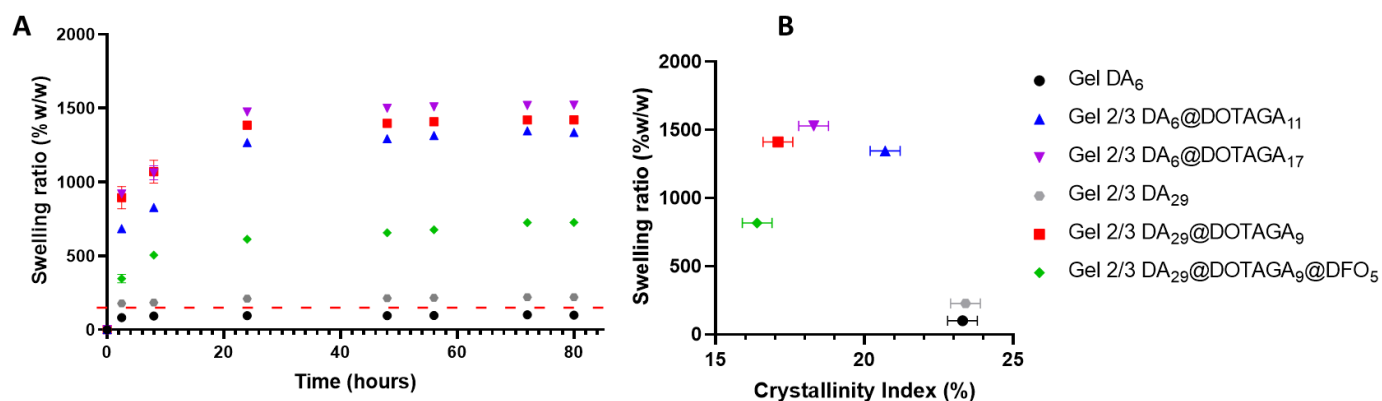 A
Swelling ratio (%w/w)
2000
1500
1000
500
0
0
20
40
60
80
Time (hours)
B
Swelling ratio (%w/w)
2000
1500
1000
500
0
15
20
25
Crystallinity Index (%)
Gel DA₆
Gel 2/3 DA₆@DOTAGA₁₁
Gel 2/3 DA₆@DOTAGA₁₇
Gel 2/3 DA₂₉
Gel 2/3 DA₂₉@DOTAGA₉
Gel 2/3 DA₂₉@DOTAGA₉@DFO₅